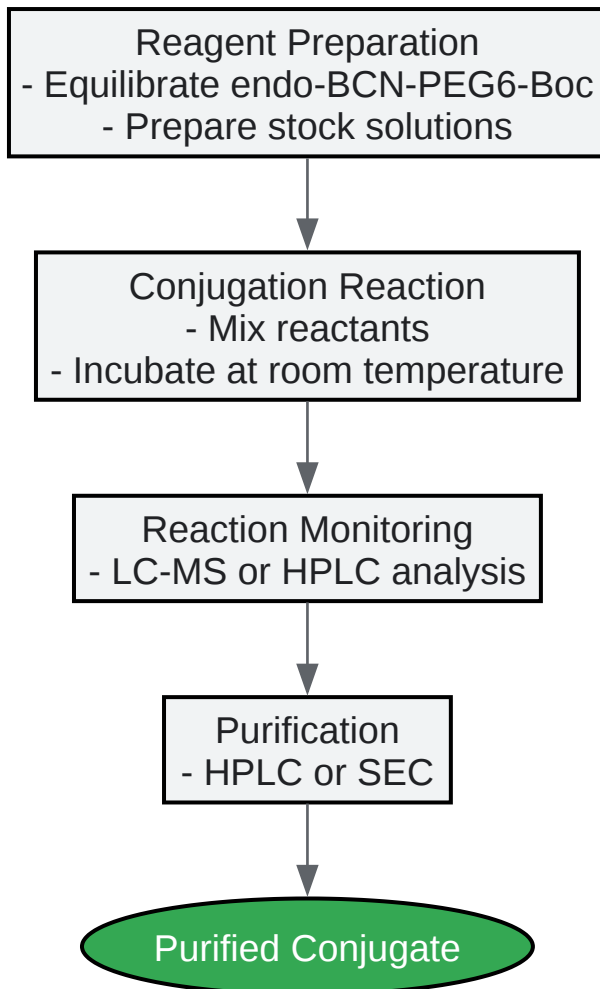 Reagent Preparation
- Equilibrate endo-BCN-PEG6-Boc
- Prepare stock solutions
Conjugation Reaction
- Mix reactants
- Incubate at room temperature
Reaction Monitoring
- LC-MS or HPLC analysis
Purification
- HPLC or SEC
Purified Conjugate